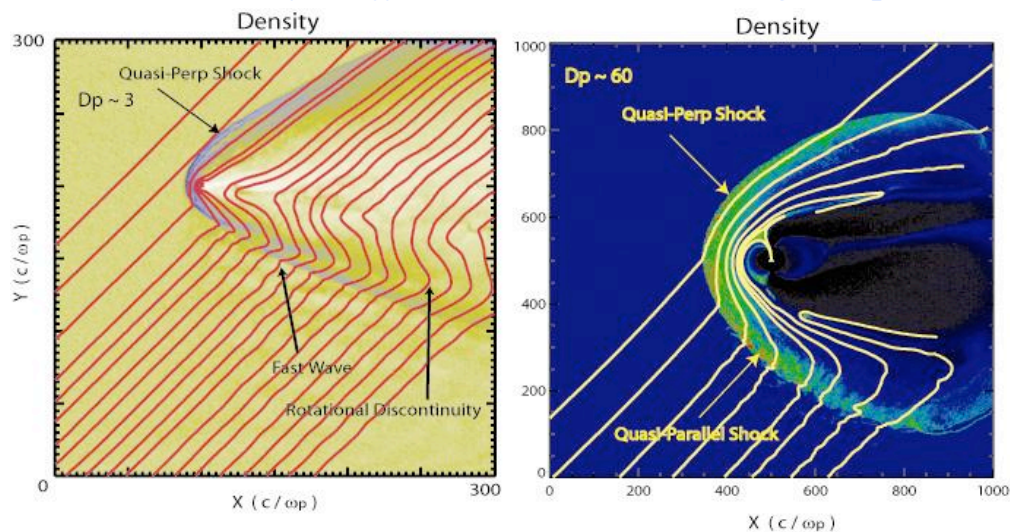 Density
300
Quasi-Perp Shock
Dp ~ 3
Y (c/ωp)
Fast Wave
Rotational Discontinuity
0
300
X (c/ωp)
Density
1000
Dp ~ 60
Quasi-Perp Shock
800
600
400
200
Quasi-Parallel Shock
0
0 200 400 600 800 1000
X (c/ωp)